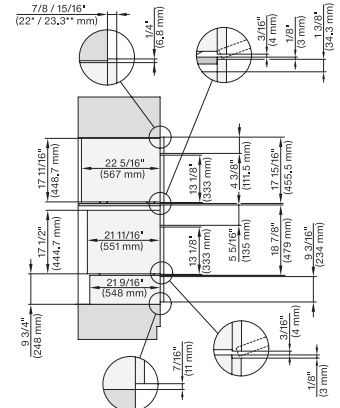 7/8 / 15/16"
(22* / 23.3** mm)
1/4"
(6.8 mm)
3/16"
(4 mm)
1/8"
(3 mm)
1 3/8"
(34.3 mm)
17 11/16"
(448.7 mm)
22 5/16"
(567 mm)
13 1/8"
(333 mm)
4 3/8"
(111.5 mm)
17 15/16"
(455.5 mm)
17 1/2"
(444.7 mm)
21 11/16"
(551 mm)
13 1/8"
(333 mm)
5 5/16"
(135 mm)
18 7/8"
(479 mm)
9 3/16"
(234 mm)
21 9/16"
(548 mm)
9 3/4"
(248 mm)
7/16"
(11 mm)
3/16"
(4 mm)
1/8"
(3 mm)